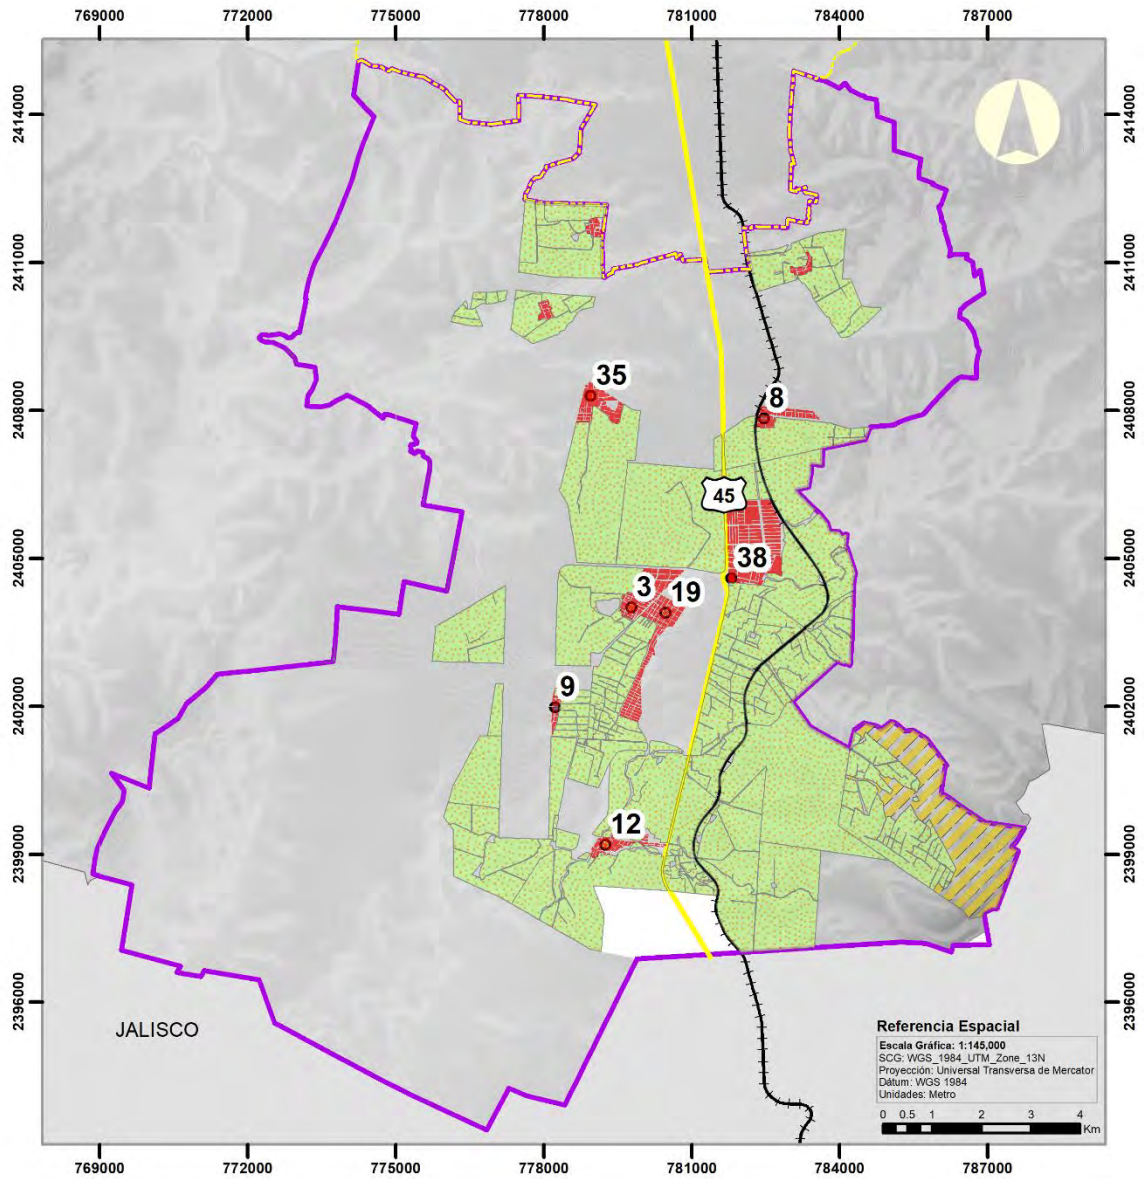 769000 772000 775000 778000 781000 784000 787000
2414000 2414000
2411000 2411000
35
8
2408000 2408000
45
38
2405000 2405000
3 19
9
2402000 2402000
12
2399000 2399000
2396000 2396000
JALISCO
Referencia Espacial
Escala Gráfica: 1:145,000
SCG: WGS_1984_UTM_Zone_13N
Proyección: Universal Transversa de Mercator
Dátum: WGS 1984
Unidades: Metro
0 0.5 1 2 3 4
Km
769000 772000 775000 778000 781000 784000 787000